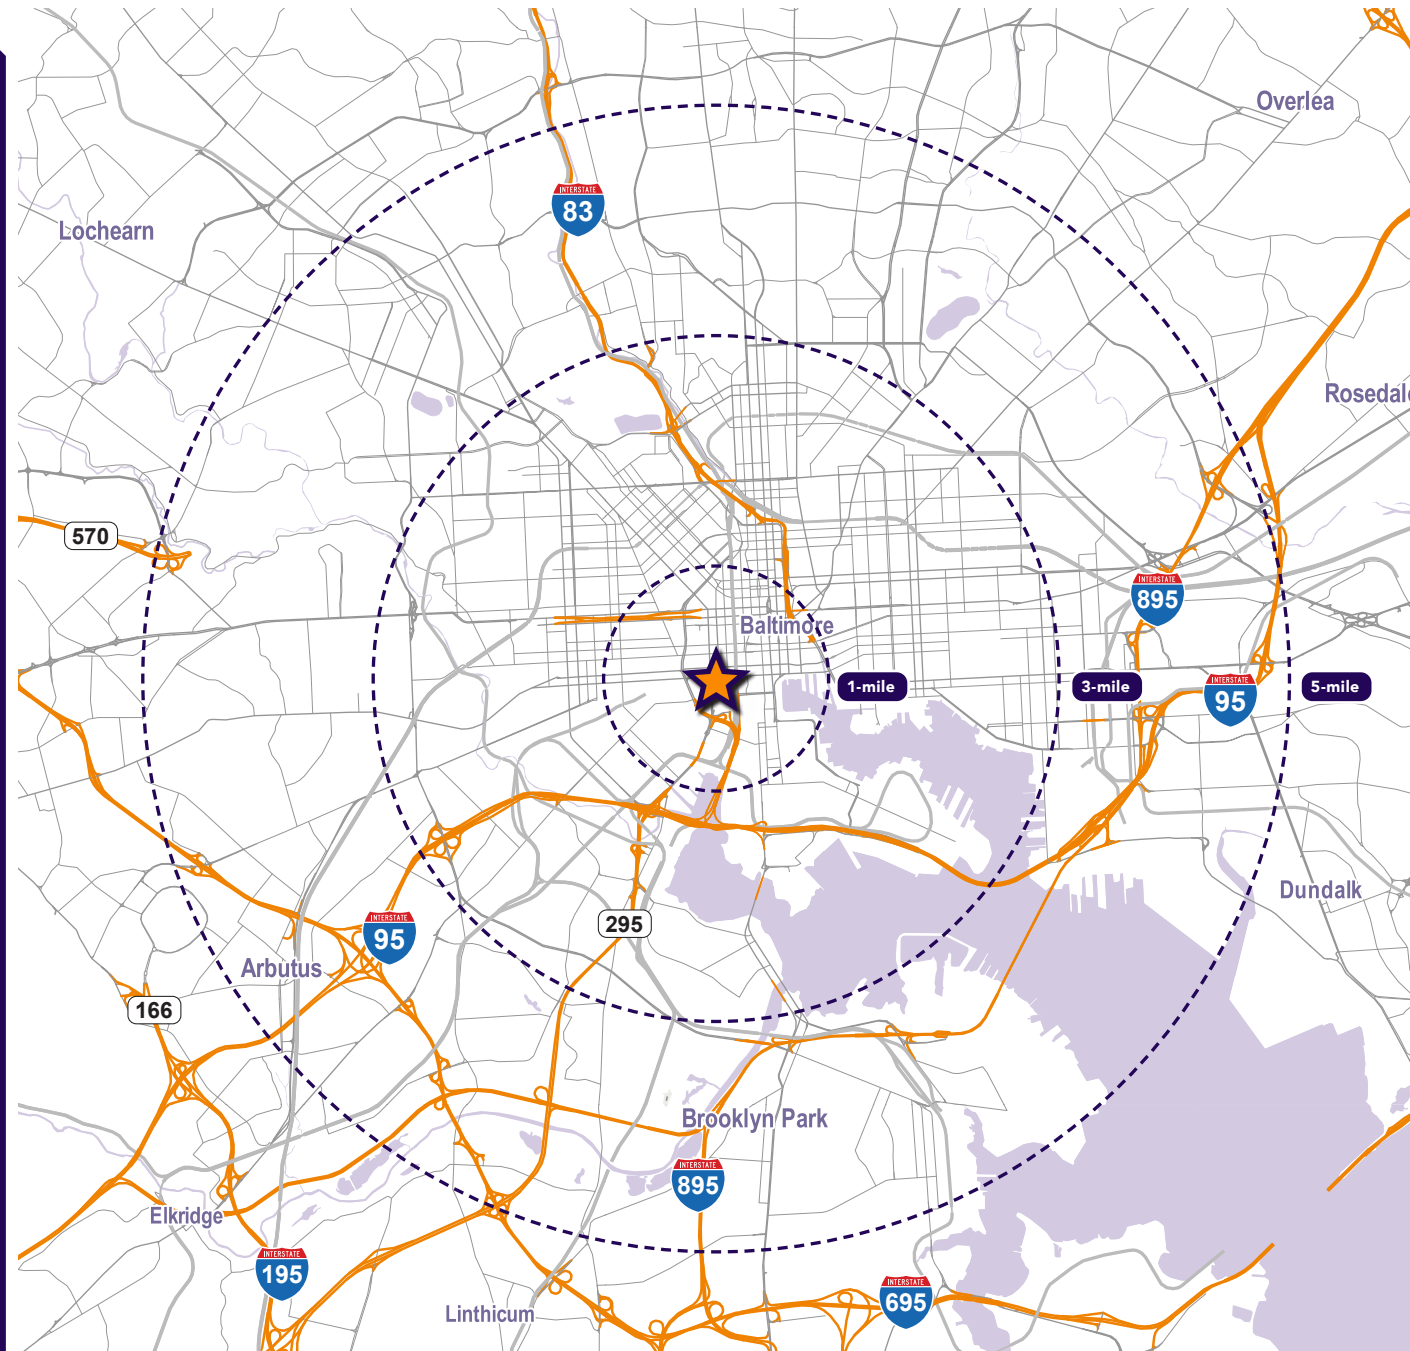 Overlea
INTERSTATE
83
Lochearn
Rosedal
570
INTERSTATE
895
Baltimore
1-mile
3-mile
INTERSTATE
95
5-mile
Dundalk
INTERSTATE
95
295
Arbutus
166
Brooklyn Park
INTERSTATE
895
Elkridge
INTERSTATE
195
INTERSTATE
695
Linthicum